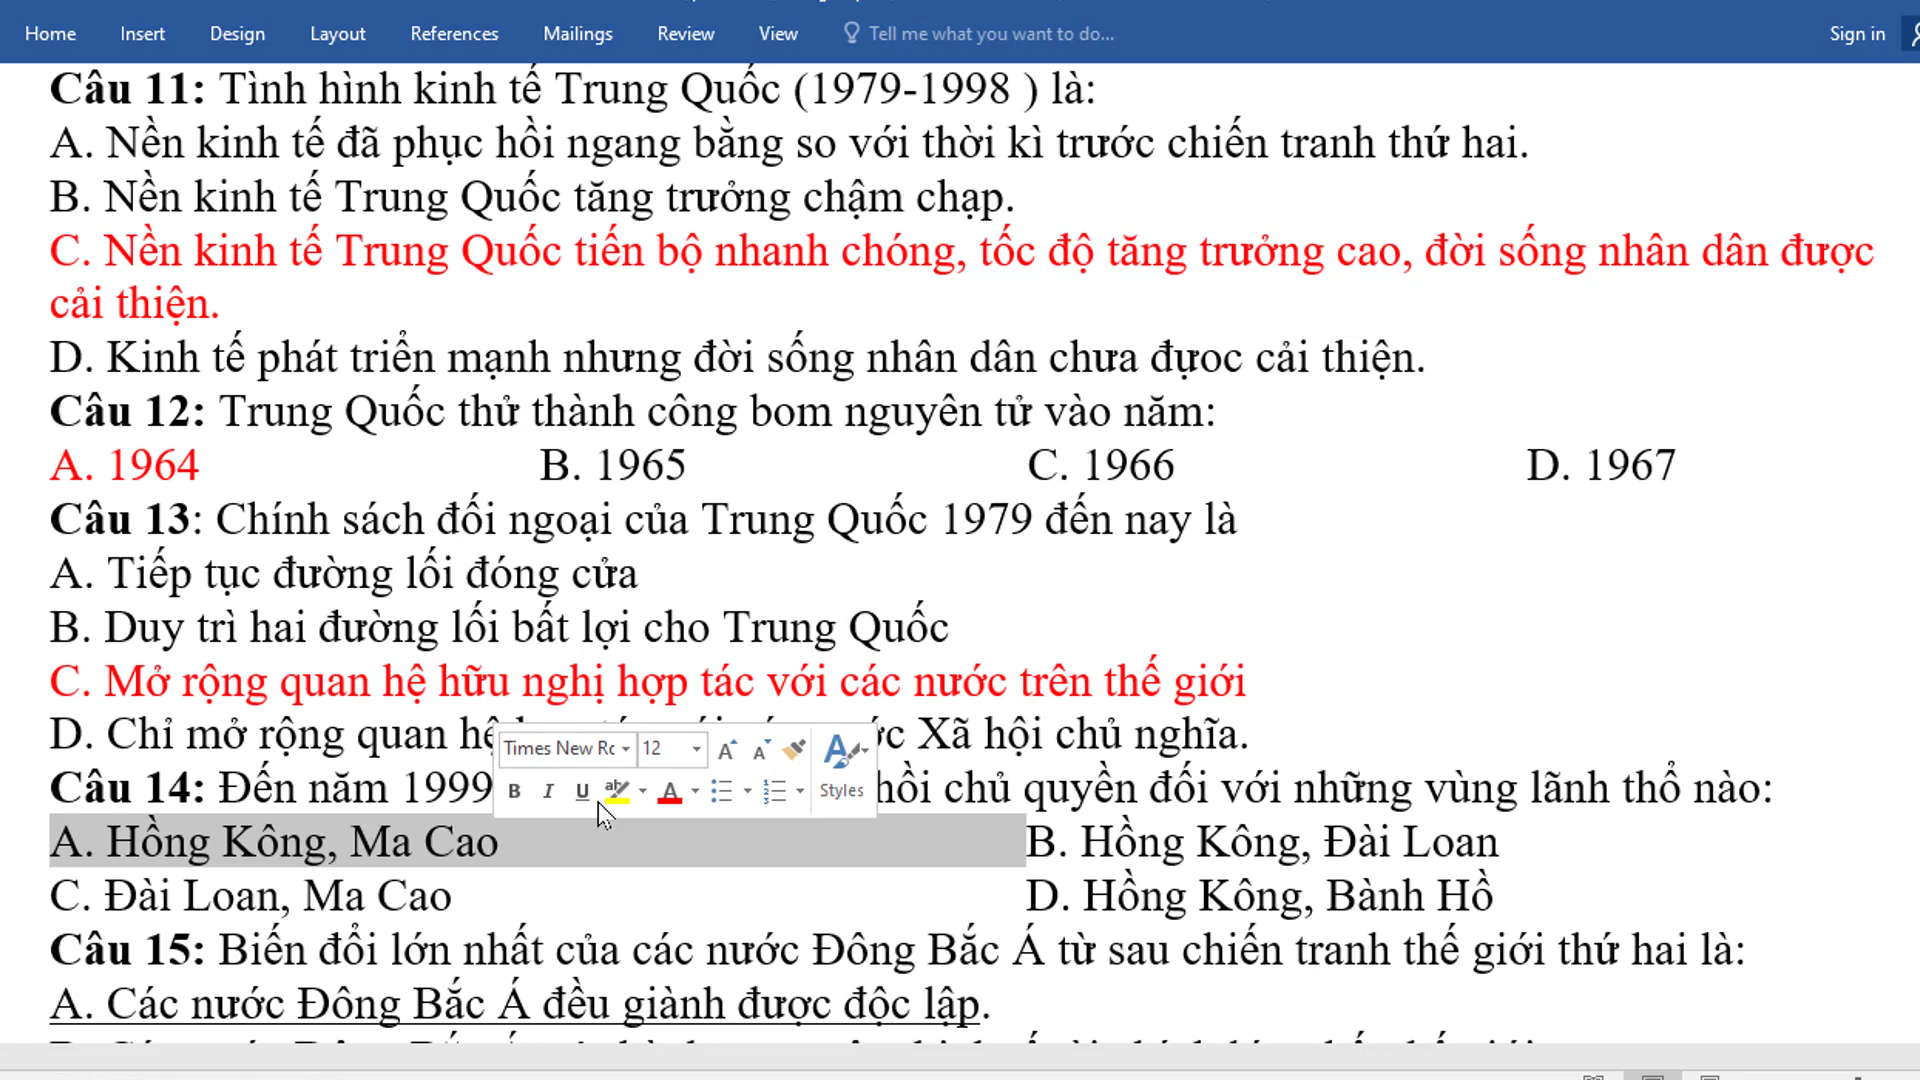 Home Insert Design Layout References Mailings Review View Tell me what you want to do... Sign in
Câu 11: Tình hình kinh tế Trung Quốc (1979-1998 ) là:
A. Nền kinh tế đã phục hồi ngang bằng so với thời kì trước chiến tranh thứ hai.
B. Nền kinh tế Trung Quốc tăng trưởng chậm chạp.
C. Nền kinh tế Trung Quốc tiến bộ nhanh chóng, tốc độ tăng trưởng cao, đời sống nhân dân được
cải thiện.
D. Kinh tế phát triển mạnh nhưng đời sống nhân dân chưa đựoc cải thiện.
Câu 12: Trung Quốc thử thành công bom nguyên tử vào năm:
A. 1964 B. 1965 C. 1966 D. 1967
Câu 13: Chính sách đối ngoại của Trung Quốc 1979 đến nay là
A. Tiếp tục đường lối đóng cửa
B. Duy trì hai đường lối bất lợi cho Trung Quốc
C. Mở rộng quan hệ hữu nghị hợp tác với các nước trên thế giới
D. Chỉ mở rộng quan hệ Xã hội chủ nghĩa.
Times New Rc 12
B I U Styles
Câu 14: Đến năm 1999 hồi chủ quyền đối với những vùng lãnh thổ nào:
A. Hồng Kông, Ma Cao B. Hồng Kông, Đài Loan
C. Đài Loan, Ma Cao D. Hồng Kông, Bành Hồ
Câu 15: Biến đổi lớn nhất của các nước Đông Bắc Á từ sau chiến tranh thế giới thứ hai là:
A. Các nước Đông Bắc Á đều giành được độc lập.